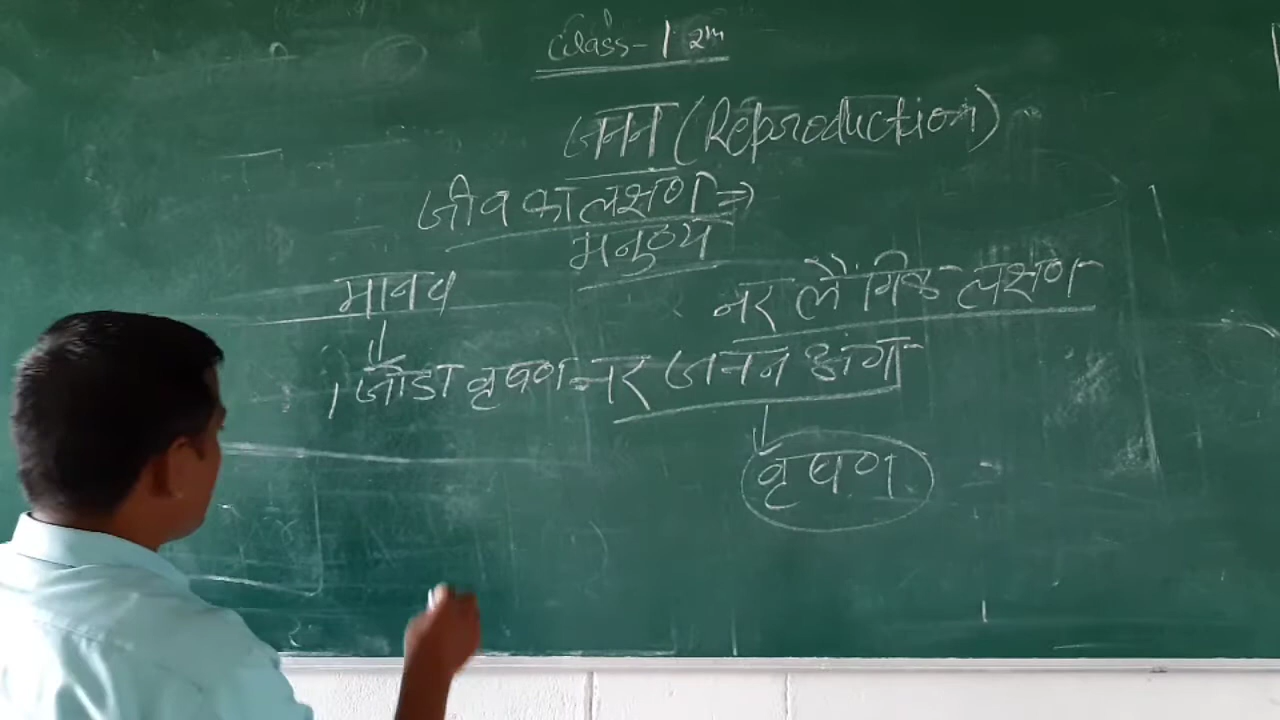 Class-12th
जनन (Reproduction)
जीव का लक्षण ⇒
मनुष्य
मानव
नर लैंगिक लक्षण
1 जोडा वृषण नर जनन अंग
वृषण